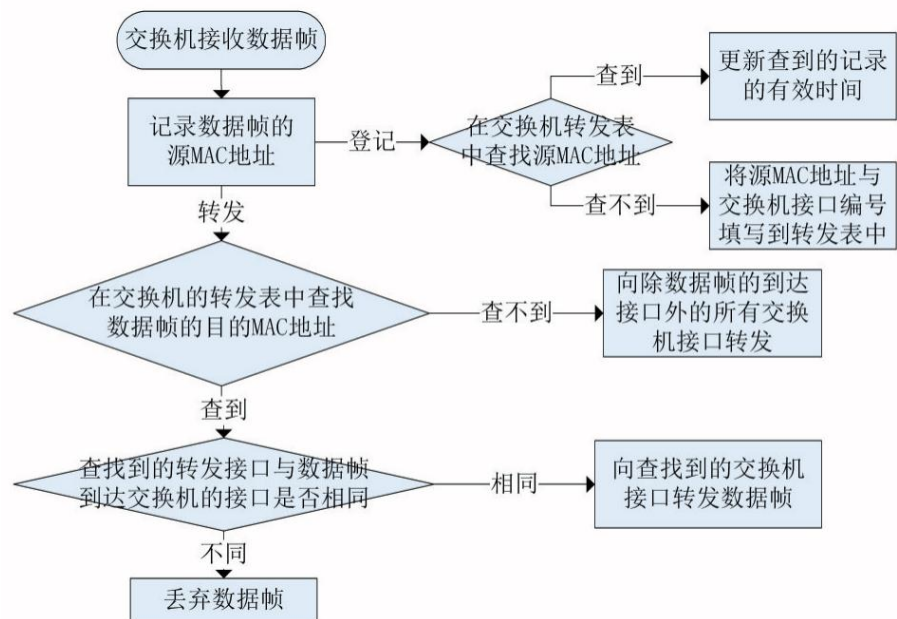 交换机接收数据帧
记录数据帧的
源MAC地址
登记
在交换机转发表
中查找源MAC地址
查到
更新查到的记录
的有效时间
查不到
将源MAC地址与
交换机接口编号
填写到转发表中
转发
在交换机的转发表中查找
数据帧的目的MAC地址
查不到
向除数据帧的到达
接口外的所有交换
机接口转发
查到
查找到的转发接口与数据帧
到达交换机的接口是否相同
相同
向查找到的交换机
接口转发数据帧
不同
丢弃数据帧